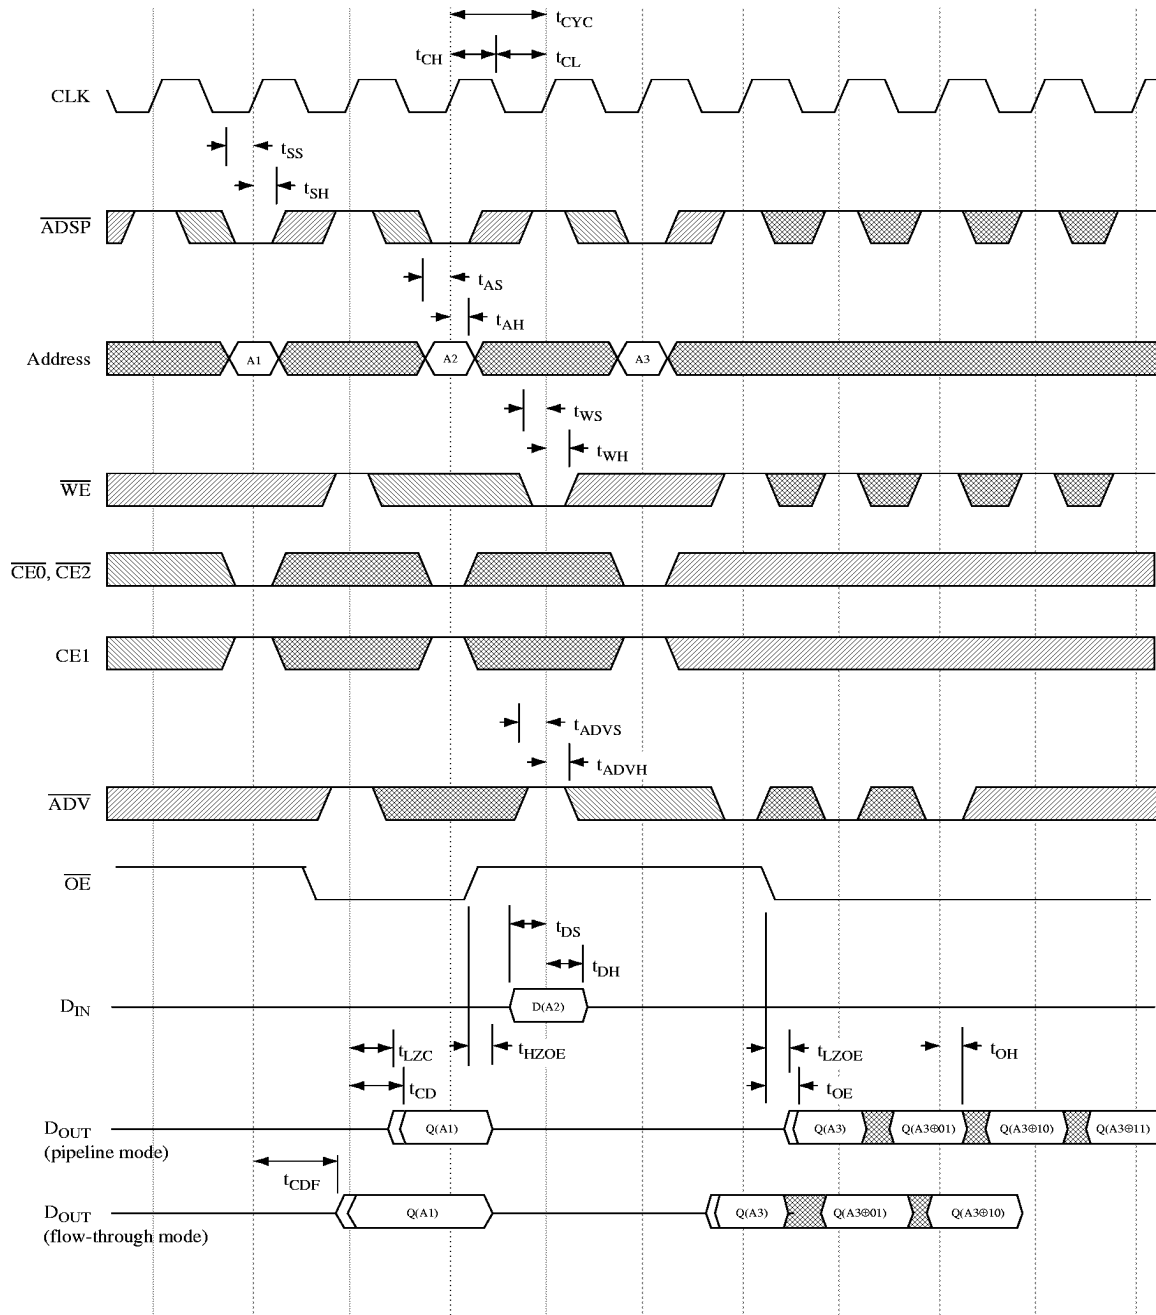 tCYC
tCH tCL
CLK
tSS
tSH
ADSP
tAS
tAH
Address A1 A2 A3
tWS
tWH
WE
CE0, CE2
CE1
tADVS
tADVH
ADV
OE
tDS
tDH
DIN D(A2)
tLZC tHZOE tLZOE tOH
tCD tOE
DOUT Q(A1) Q(A3) Q(A3⊕01) Q(A3⊕10) Q(A3⊕11)
(pipeline mode)
tCDF
DOUT Q(A1) Q(A3) Q(A3⊕01) Q(A3⊕10)
(flow-through mode)